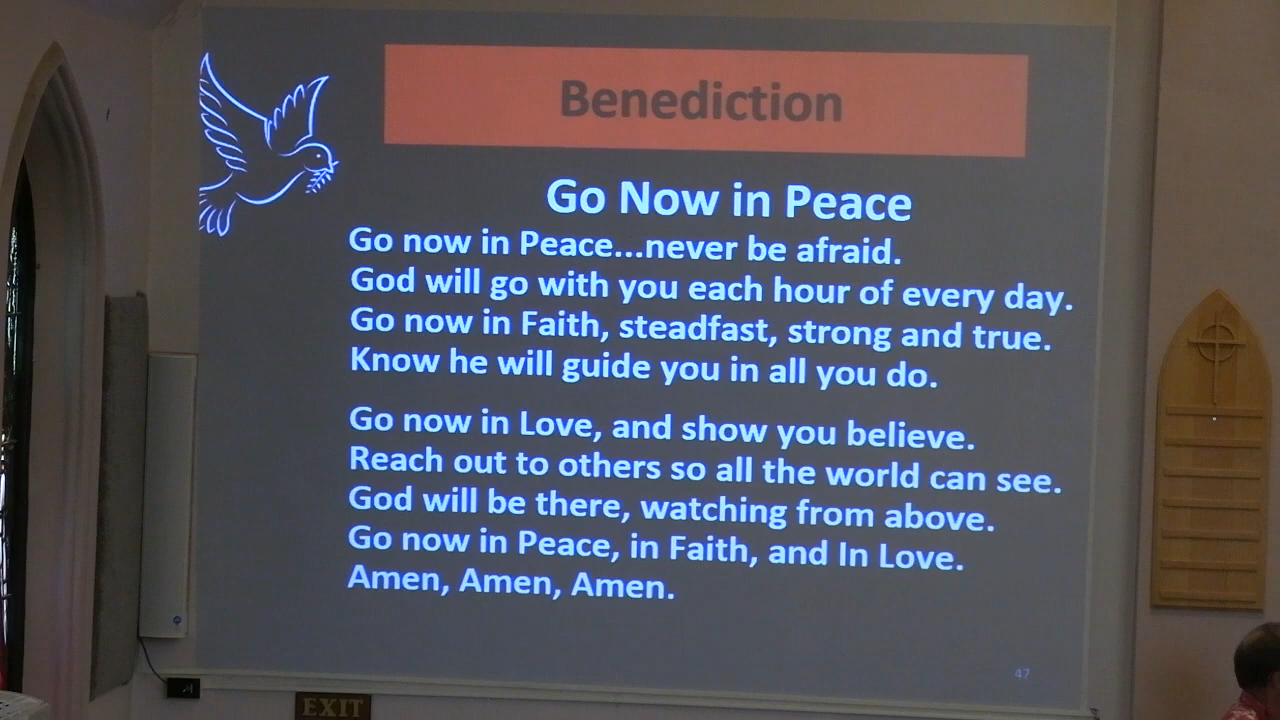 Benediction
Go Now in Peace
Go now in Peace...never be afraid.
God will go with you each hour of every day.
Go now in Faith, steadfast, strong and true.
Know he will guide you in all you do.
Go now in Love, and show you believe.
Reach out to others so all the world can see.
God will be there, watching from above.
Go now in Peace, in Faith, and In Love.
Amen, Amen, Amen.
47
EXIT